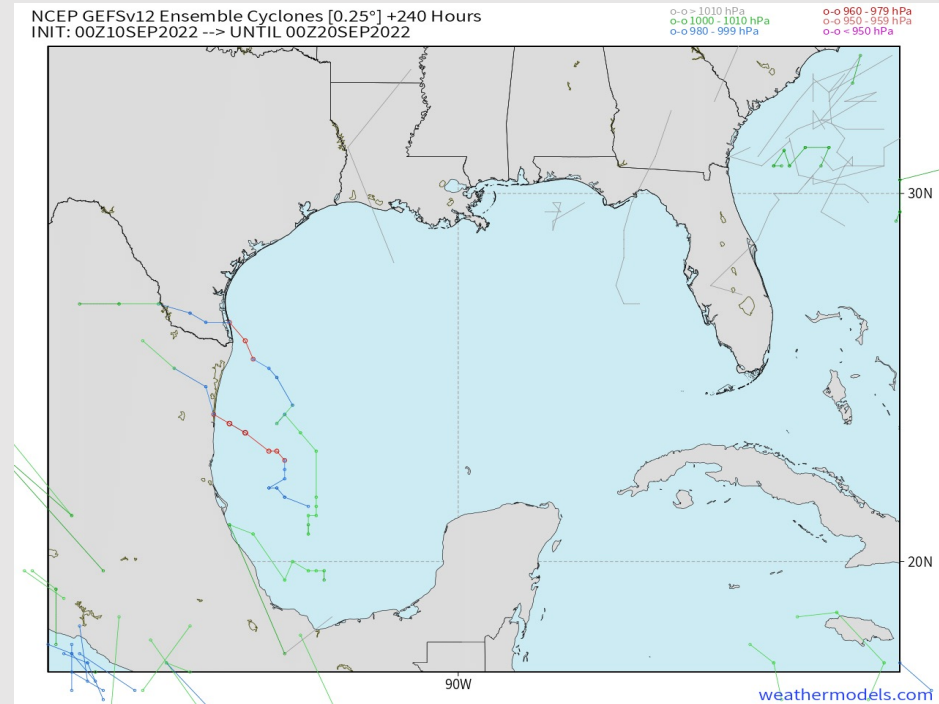 NCEP GEFSv12 Ensemble Cyclones [0.25°] +240 Hours
INIT: 00Z10SEP2022 --> UNTIL 00Z20SEP2022
o-o > 1010 hPa
o-o 1000 - 1010 hPa
o-o 980 - 999 hPa
o-o 960 - 979 hPa
o-o 950 - 959 hPa
o-o < 950 hPa
30N
20N
90W
weathermodels.com